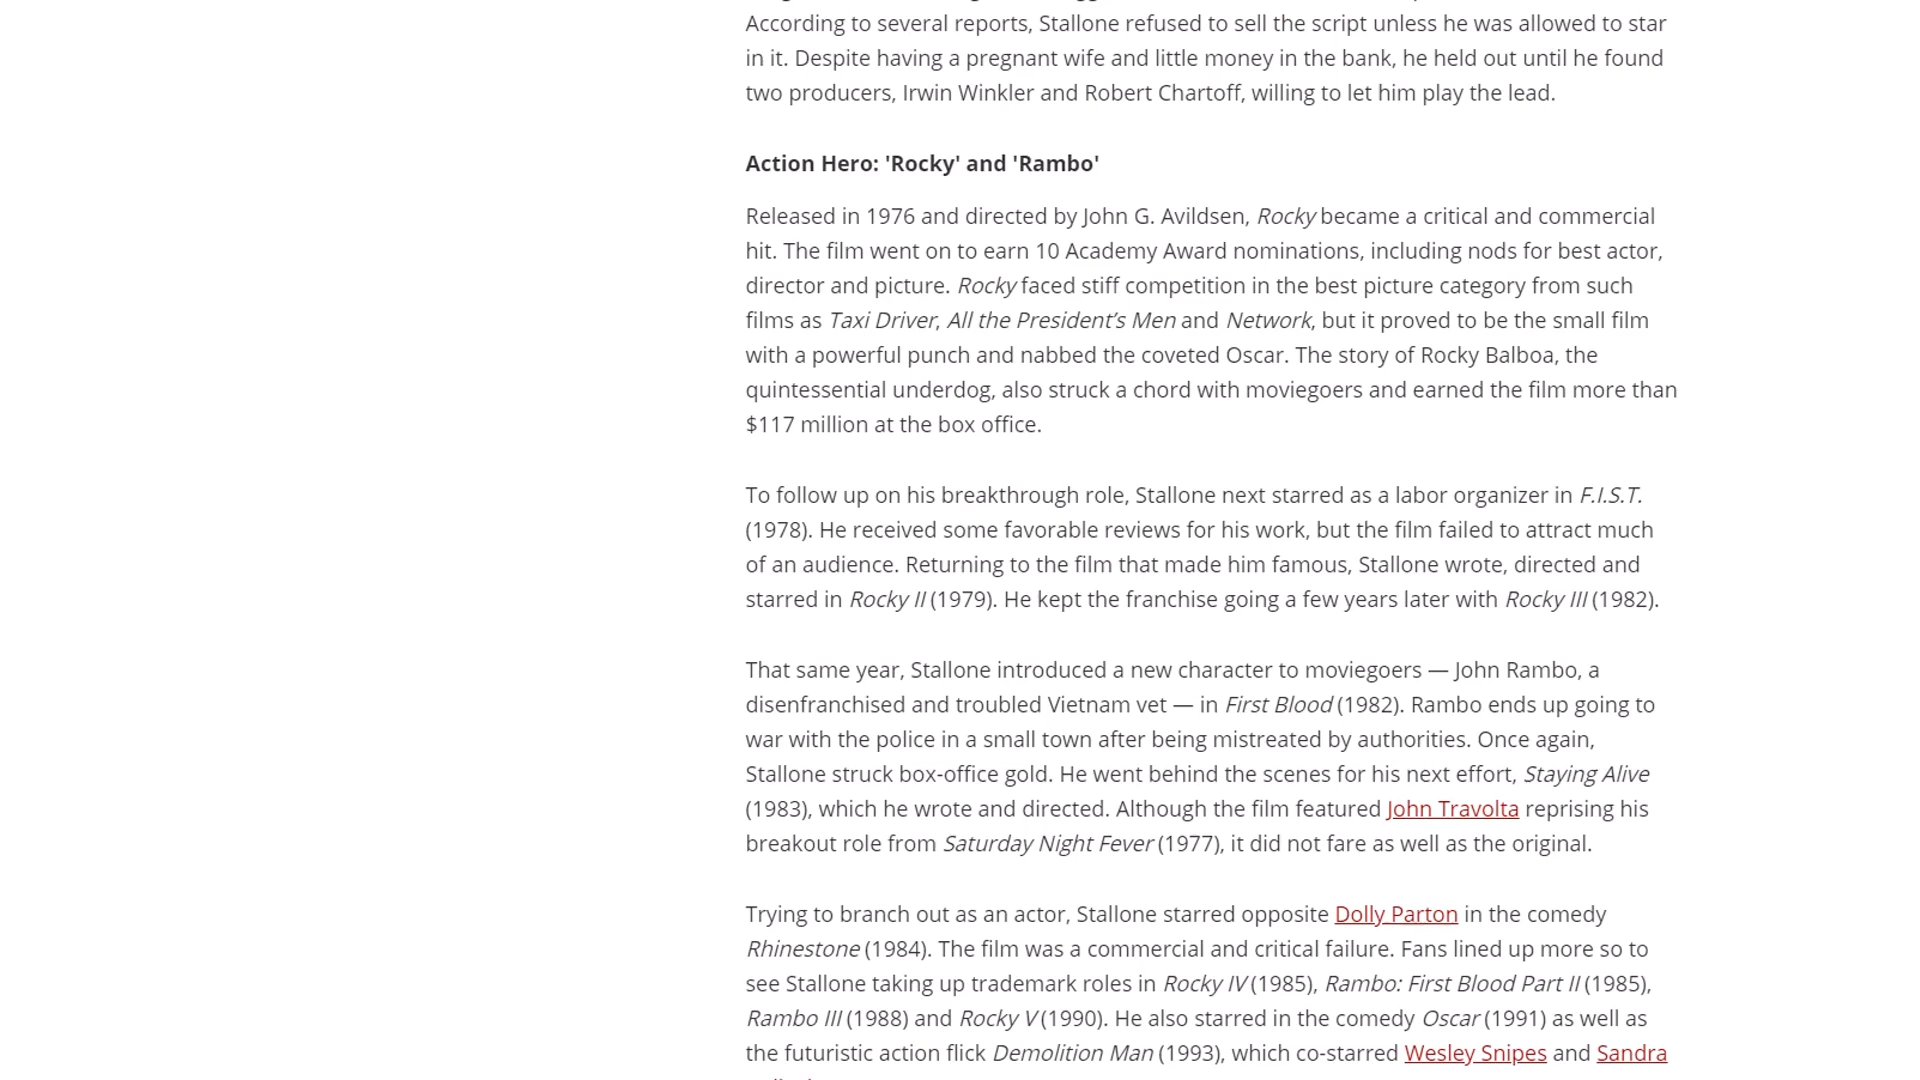 According to several reports, Stallone refused to sell the script unless he was allowed to star
in it. Despite having a pregnant wife and little money in the bank, he held out until he found
two producers, Irwin Winkler and Robert Chartoff, willing to let him play the lead.
Action Hero: 'Rocky' and 'Rambo'
Released in 1976 and directed by John G. Avildsen, Rocky became a critical and commercial
hit. The film went on to earn 10 Academy Award nominations, including nods for best actor,
director and picture. Rocky faced stiff competition in the best picture category from such
films as Taxi Driver, All the President’s Men and Network, but it proved to be the small film
with a powerful punch and nabbed the coveted Oscar. The story of Rocky Balboa, the
quintessential underdog, also struck a chord with moviegoers and earned the film more than
$117 million at the box office.
To follow up on his breakthrough role, Stallone next starred as a labor organizer in F.I.S.T.
(1978). He received some favorable reviews for his work, but the film failed to attract much
of an audience. Returning to the film that made him famous, Stallone wrote, directed and
starred in Rocky II (1979). He kept the franchise going a few years later with Rocky III (1982).
That same year, Stallone introduced a new character to moviegoers — John Rambo, a
disenfranchised and troubled Vietnam vet — in First Blood (1982). Rambo ends up going to
war with the police in a small town after being mistreated by authorities. Once again,
Stallone struck box-office gold. He went behind the scenes for his next effort, Staying Alive
(1983), which he wrote and directed. Although the film featured John Travolta reprising his
breakout role from Saturday Night Fever (1977), it did not fare as well as the original.
Trying to branch out as an actor, Stallone starred opposite Dolly Parton in the comedy
Rhinestone (1984). The film was a commercial and critical failure. Fans lined up more so to
see Stallone taking up trademark roles in Rocky IV (1985), Rambo: First Blood Part II (1985),
Rambo III (1988) and Rocky V (1990). He also starred in the comedy Oscar (1991) as well as
the futuristic action flick Demolition Man (1993), which co-starred Wesley Snipes and Sandra